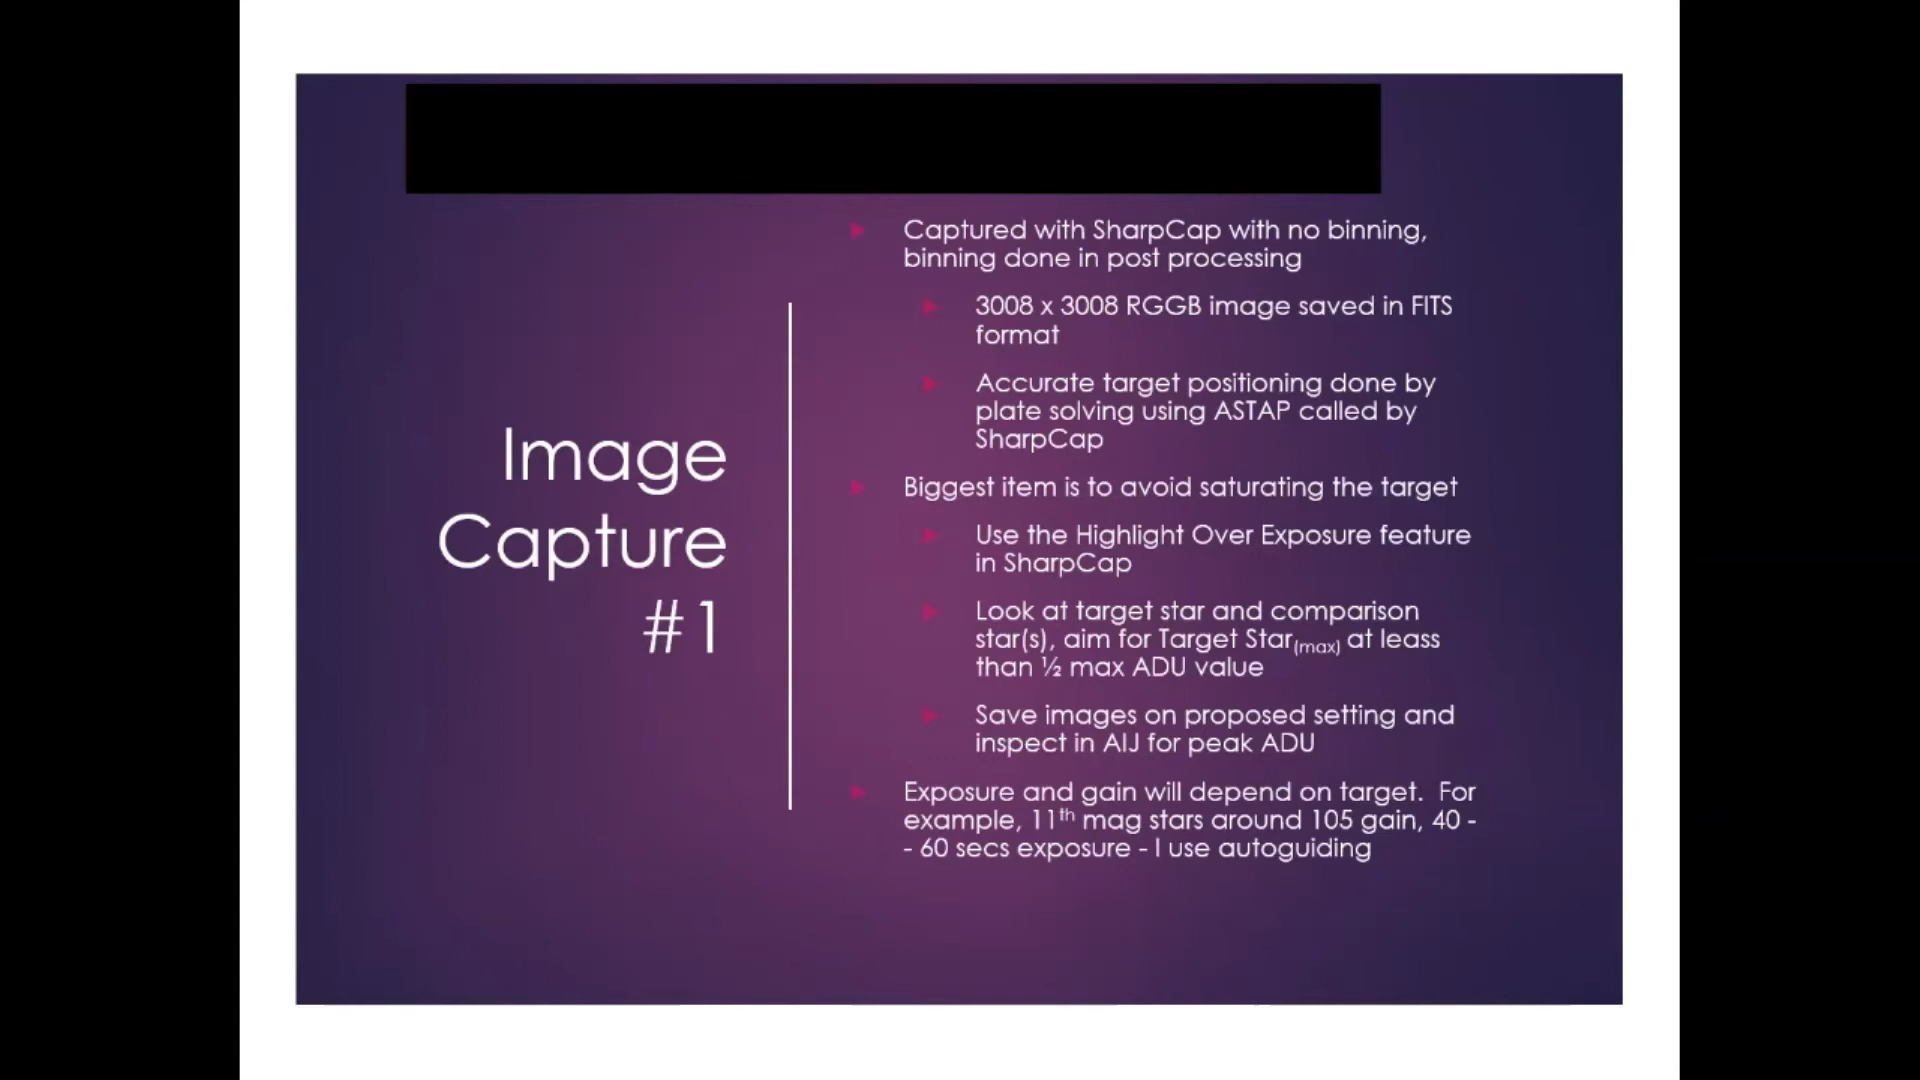 Image
Capture
#1
Captured with SharpCap with no binning,
binning done in post processing
3008 x 3008 RGGB image saved in FITS
format
Accurate target positioning done by
plate solving using ASTAP called by
SharpCap
Biggest item is to avoid saturating the target
Use the Highlight Over Exposure feature
in SharpCap
Look at target star and comparison
star(s), aim for Target Star(max) at leass
than ½ max ADU value
Save images on proposed setting and
inspect in AIJ for peak ADU
Exposure and gain will depend on target.  For
example, 11th mag stars around 105 gain, 40 -
- 60 secs exposure - I use autoguiding